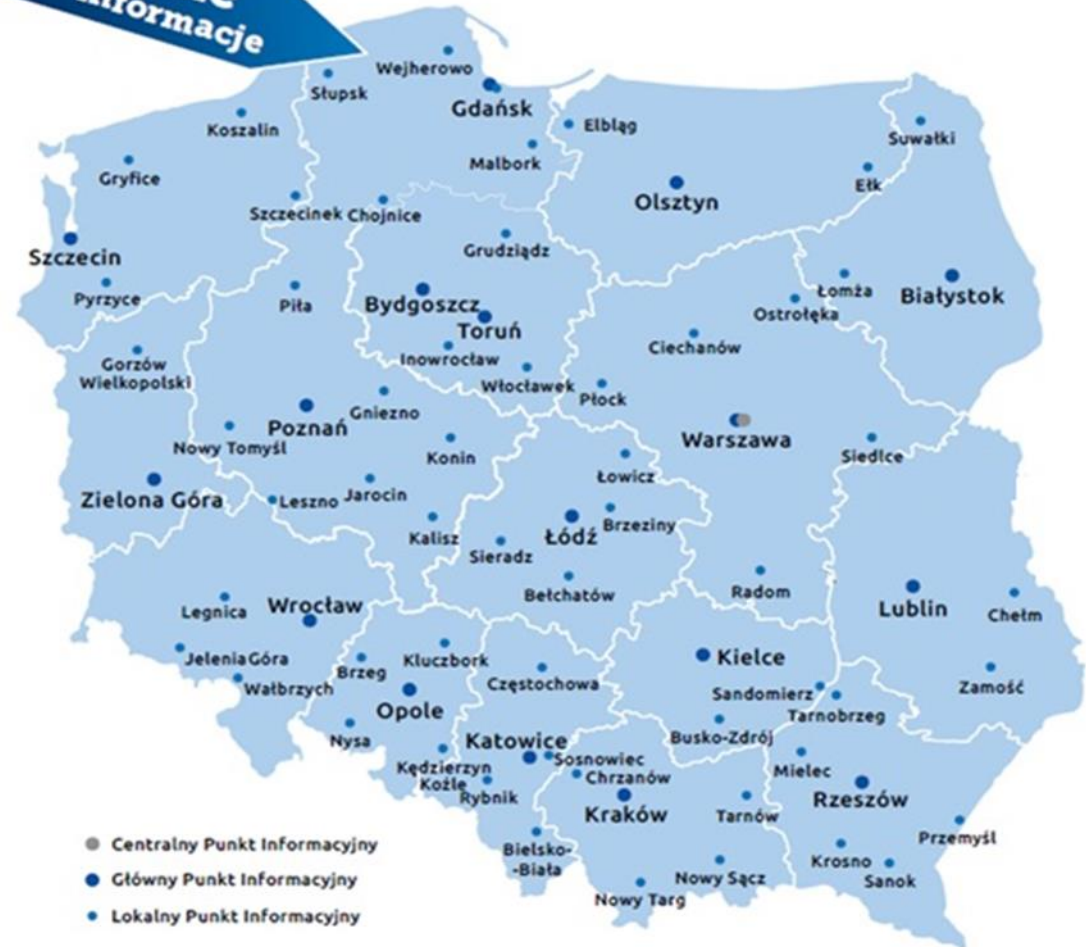 informacje
Wejherowo
Słupsk
Gdańsk
Koszalin
Elbląg
Suwałki
Malbork
Gryfice
Ełk
Olsztyn
Szczecinek
Chojnice
Grudziądz
Szczecin
Pyrzyce
Piła
Bydgoszcz
Toruń
Łomża
Białystok
Ostrołęka
Ciechanów
Inowrocław
Gorzów
Wielkopolski
Włocławek
Płock
Gniezno
Poznań
Warszawa
Nowy Tomyśl
Konin
Siedlce
Łowicz
Zielona Góra
Leszno
Jarocin
Brzeziny
Kalisz
Łódź
Sieradz
Radom
Bełchatów
Legnica
Wrocław
Lublin
Chełm
Jelenia Góra
Kluczbork
Kielce
Brzeg
Wałbrzych
Częstochowa
Sandomierz
Zamość
Opole
Tarnobrzeg
Nysa
Katowice
Busko-Zdrój
Sosnowiec
Kędzierzyn
Koźle
Chrzanów
Mielec
Rybnik
Rzeszów
Kraków
Tarnów
Przemyśl
Bielsko-
-Biała
Krosno
Nowy Sącz
Sanok
Nowy Targ
Centralny Punkt Informacyjny
Główny Punkt Informacyjny
Lokalny Punkt Informacyjny